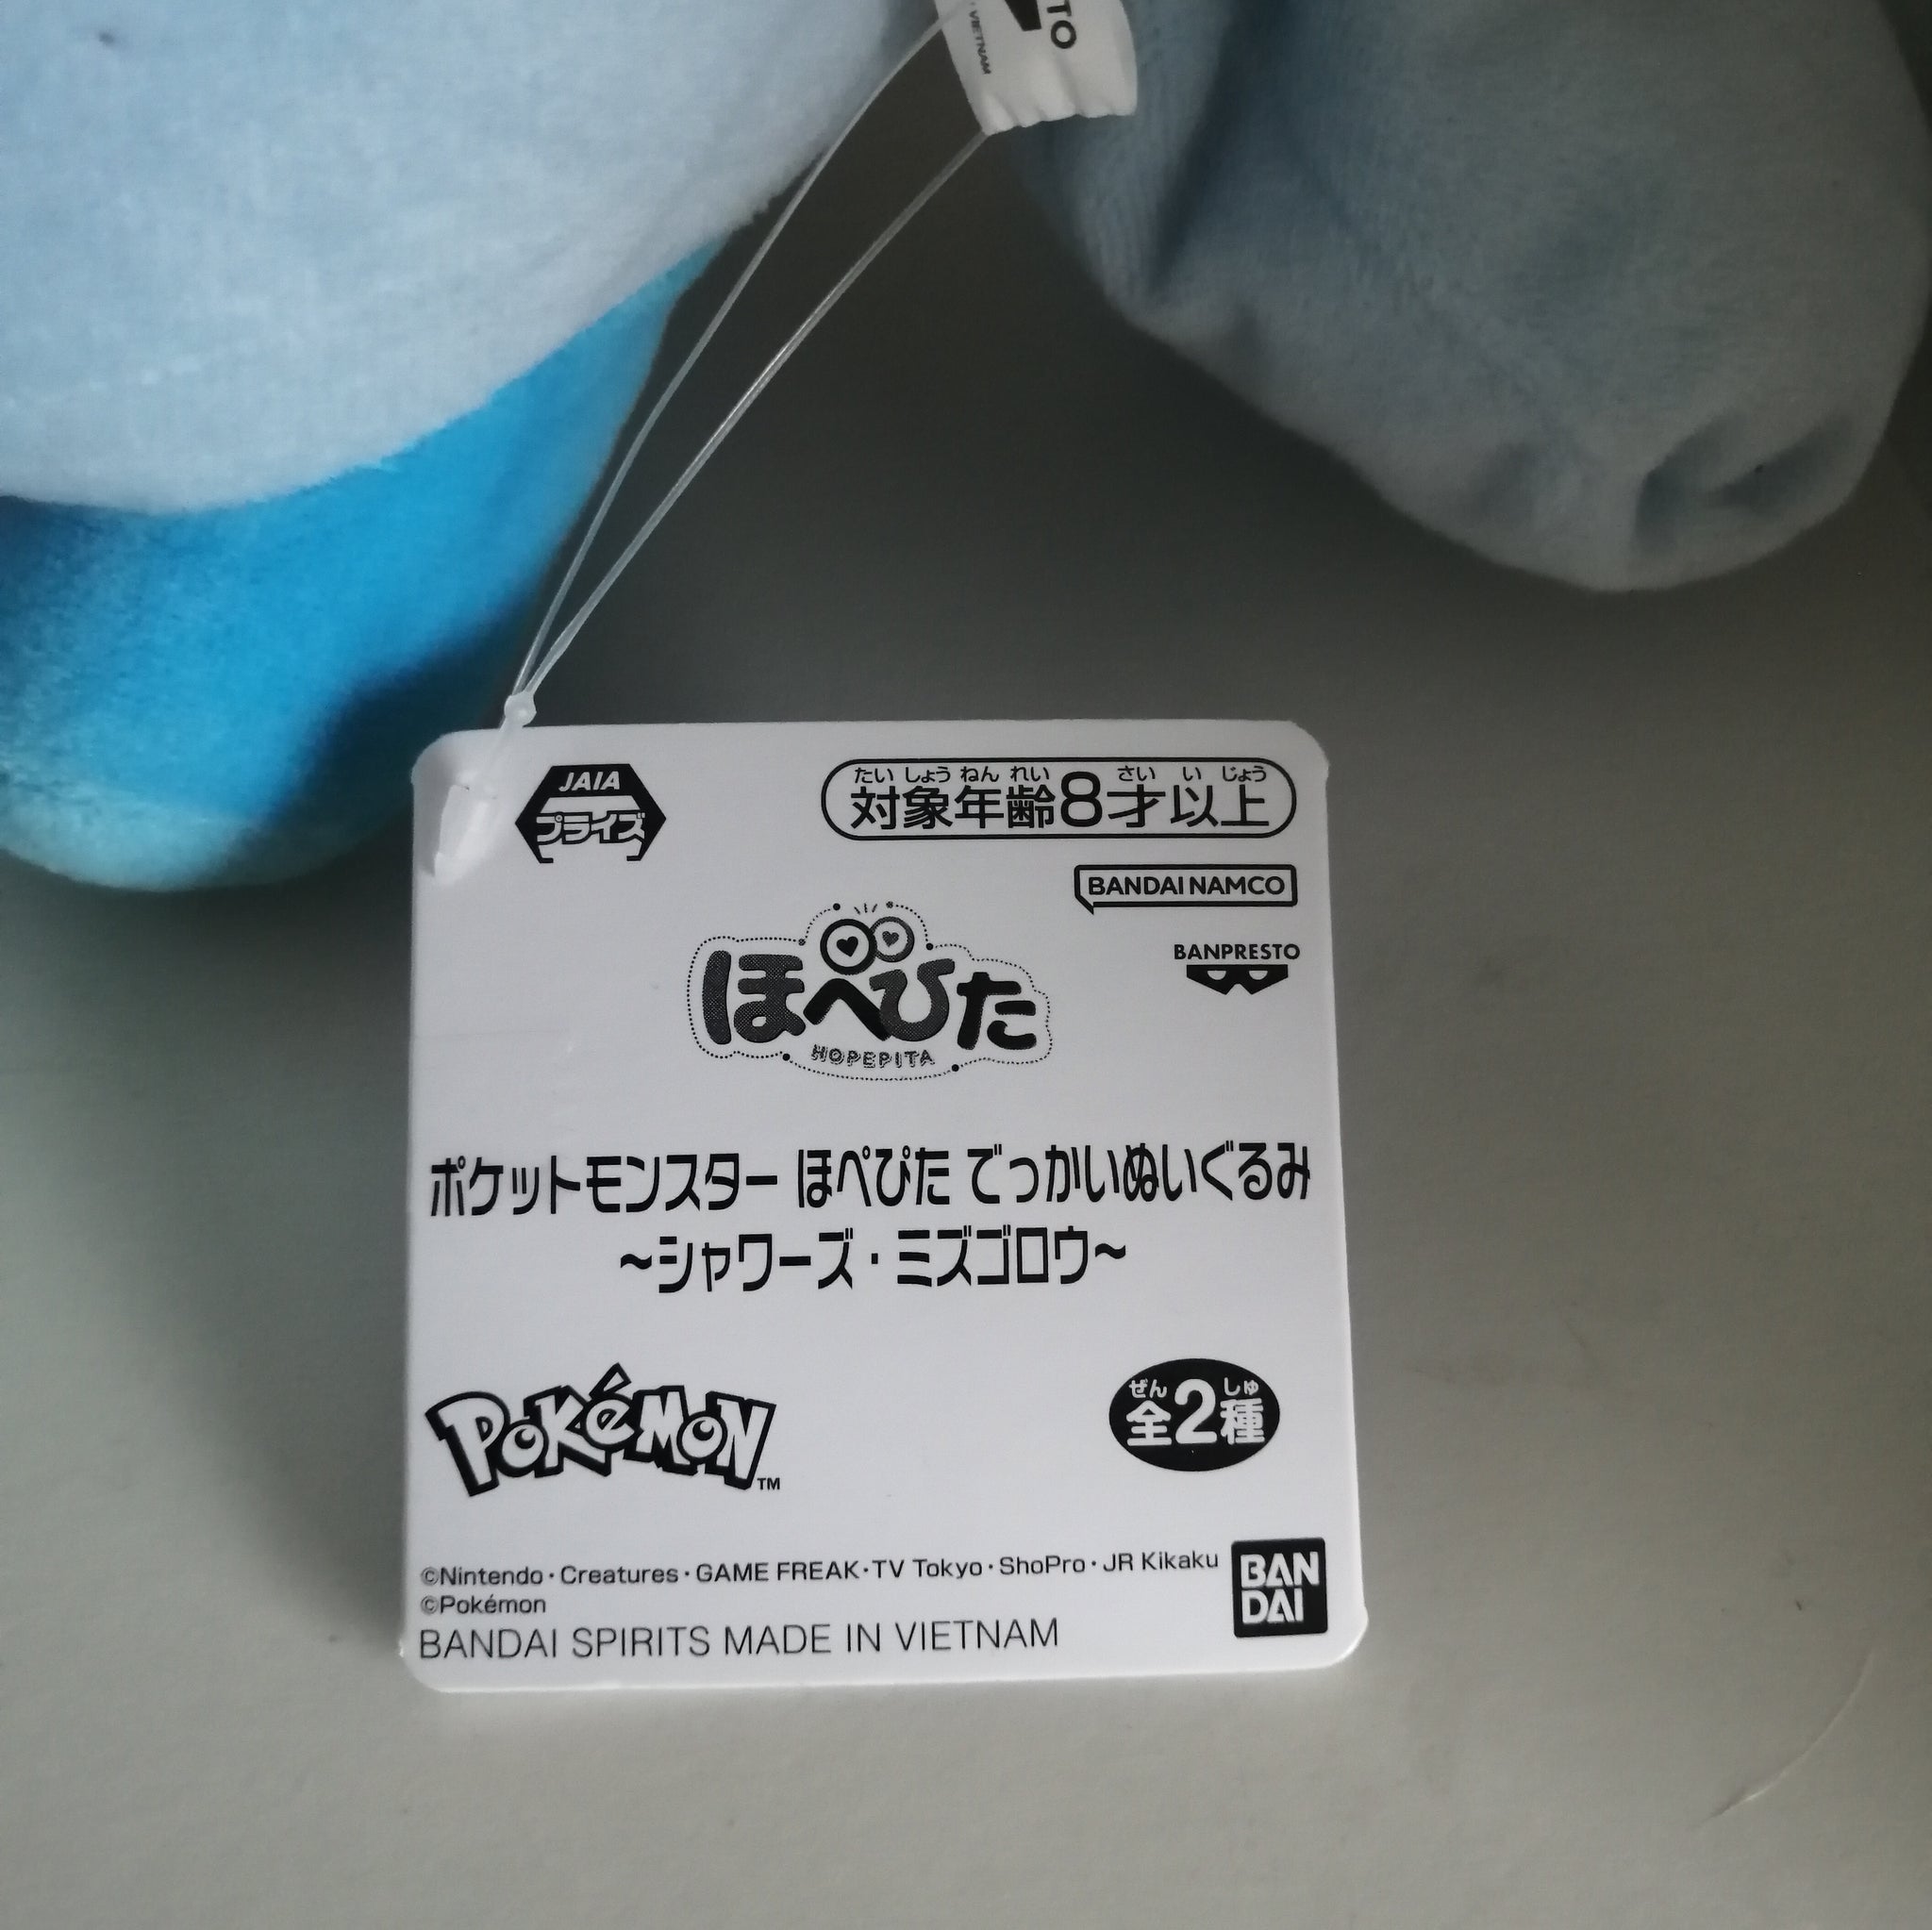 TO
VIETNAM
JAIA
プライズ
たい しょう ねん れい さい い じょう
対象年齢8才以上
BANDAI NAMCO
BANPRESTO
ほぺぴた
HOPEPITA
ポケットモンスター ほぺぴた でっかいぬいぐるみ
~シャワーズ・ミズゴロウ~
POKéMON TM
ぜん しゅ
全2種
©Nintendo・Creatures・GAME FREAK・TV Tokyo・ShoPro・JR Kikaku
©Pokémon
BANDAI SPIRITS MADE IN VIETNAM
BAN
DAI